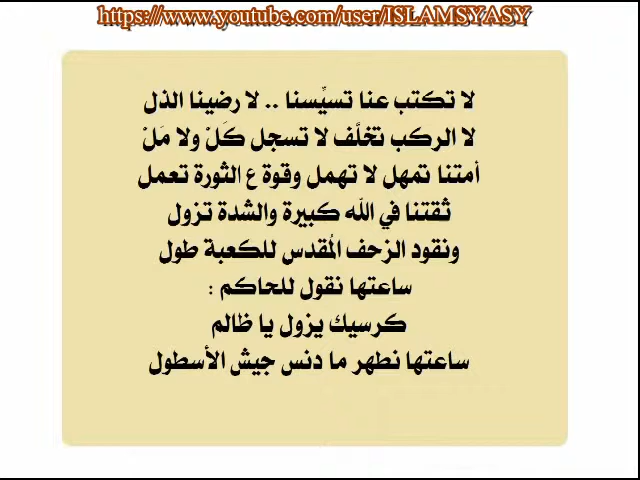 https://www.youtube.com/user/ISLAMSYASY
لا تكتب عنا تسيِّسنا .. لا رضينا الذل
لا الركب تخلَّف لا تسجل كَلْ ولا مَلْ
أمتنا تمهل لا تهمل وقوة ع الثورة تعمل
ثقتنا في الله كبيرة والشدة تزول
ونقود الزحف المُقدس للكعبة طول
ساعتها نقول للحاكم :
كرسيك يزول يا ظالم
ساعتها نطهر ما دنس جيش الأسطول